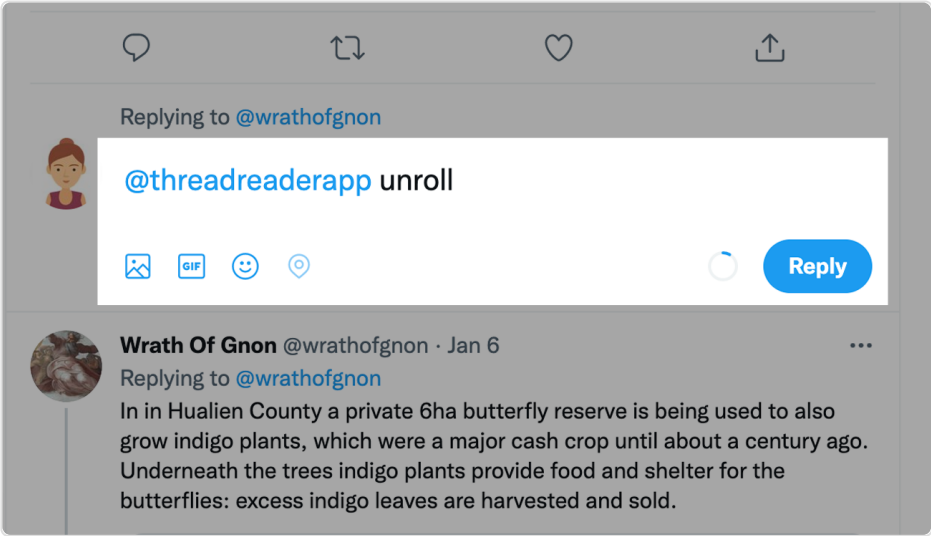 Replying to @wrathofgnon
@threadreaderapp unroll
GIF
Reply
Wrath Of Gnon @wrathofgnon · Jan 6
Replying to @wrathofgnon
In in Hualien County a private 6ha butterfly reserve is being used to also
grow indigo plants, which were a major cash crop until about a century ago.
Underneath the trees indigo plants provide food and shelter for the
butterflies: excess indigo leaves are harvested and sold.